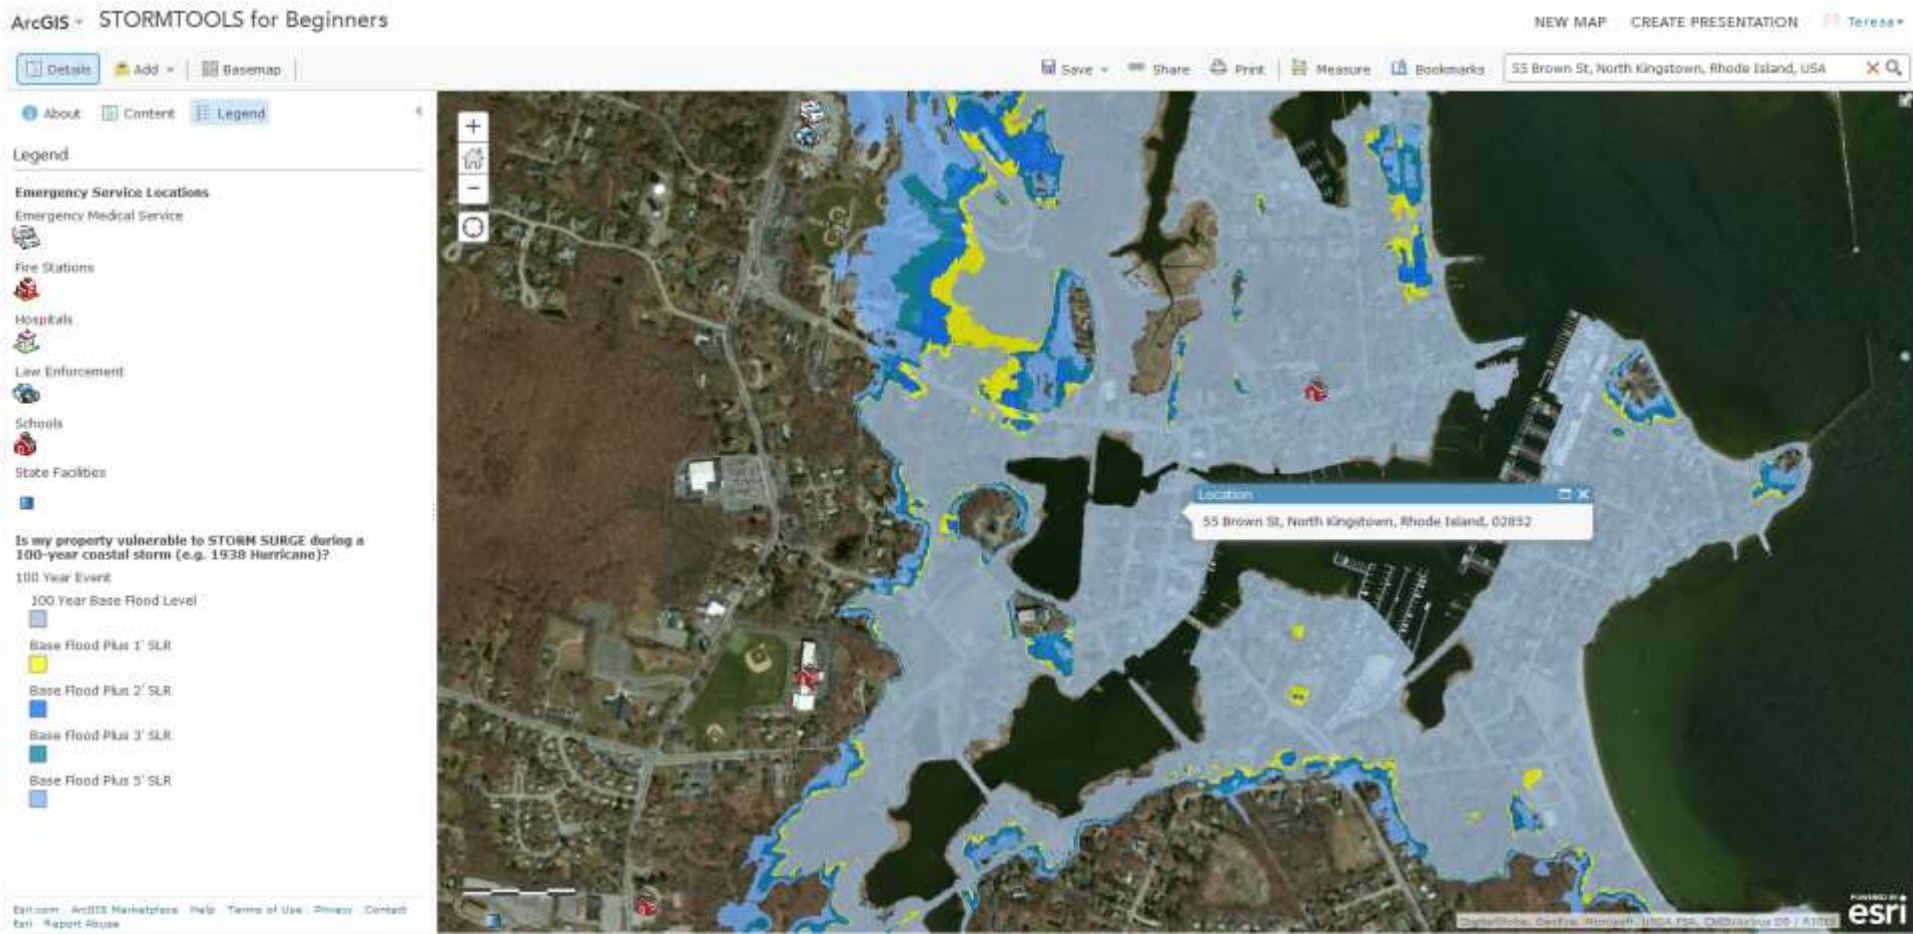 ArcGIS STORMTOOLS for Beginners
NEW MAP CREATE PRESENTATION Teresa
Details Add Basemap
Save Share Print Measure Bookmarks 55 Brown St, North Kingstown, Rhode Island, USA
About Content Legend
Legend
Emergency Service Locations
Emergency Medical Service
Fire Stations
Hospitals
Law Enforcement
Schools
State Facilities
Is my property vulnerable to STORM SURGE during a
100-year coastal storm (e.g. 1938 Hurricane)?
100 Year Event
100 Year Base Flood Level
Base Flood Plus 1' SLR
Base Flood Plus 2' SLR
Base Flood Plus 3' SLR
Base Flood Plus 5' SLR
Esri.com ArcGIS Marketplace Help Terms of Use Privacy Contact
Esri Report Abuse
Location
55 Brown St, North Kingstown, Rhode Island, 02852
POWERED BY
esri